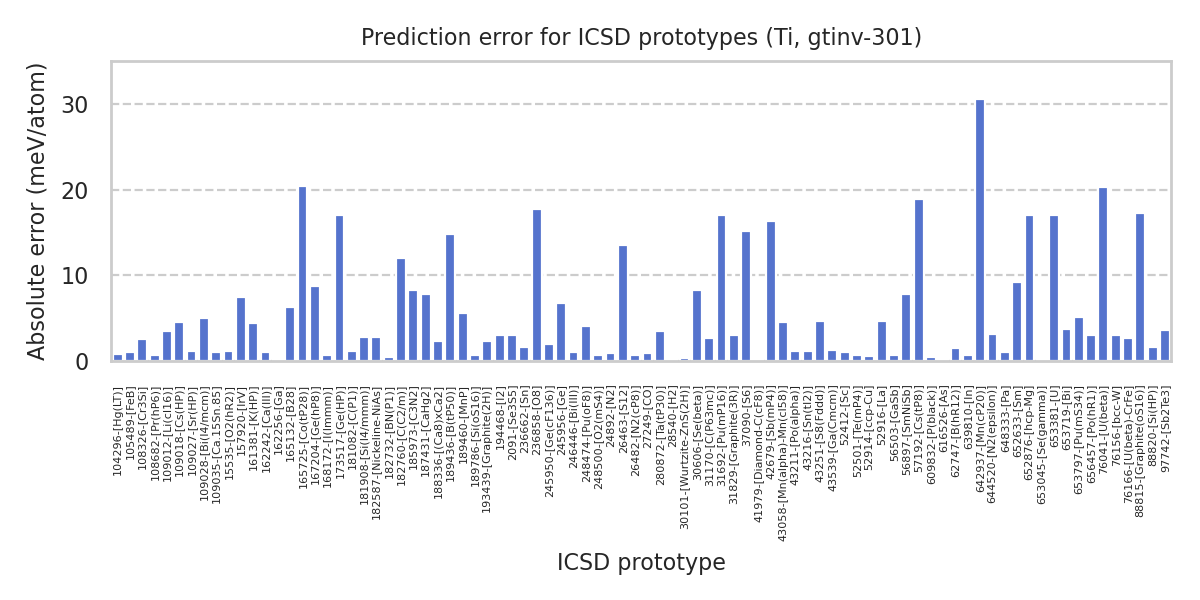 Prediction error for ICSD prototypes (Ti, gtinv-301)
Absolute error (meV/atom)
30
20
10
0
104296-[Hg(LT)]
105489-[FeB]
108326-[Cr3Si]
108682-[Pr(hP6)]
109012-[Li(cI16)]
109018-[Cs(HP)]
109027-[Sr(HP)]
109028-[Bi(I4/mcm)]
109035-[Ca.15Sn.85]
15535-[O2(hR2)]
157920-[IrV]
161381-[K(HP)]
162242-[Ca(III)]
162256-[Ga]
165132-[B28]
165725-[Co(tP28)]
167204-[Ge(hP8)]
168172-[I(Immm)]
173517-[Ge(HP)]
181082-[C(P1)]
181908-[Si(I4/mmm)]
182587-[Nickeline-NiAs]
182732-[BN(P1)]
182760-[C(C2/m)]
185973-[C3N2]
187431-[CaHg2]
188336-[(Ca8)xCa2]
189436-[B(tP50)]
189460-[MnP]
189786-[Si(oS16)]
193439-[Graphite(2H)]
194468-[I2]
2091-[Se3S5]
236662-[Sn]
236858-[O8]
245950-[Ge(cF136)]
245956-[Ge]
246446-[Bi(III)]
248474-[Pu(oF8)]
248500-[O2(mS4)]
24892-[N2]
26463-[S12]
26482-[N2(cP8)]
27249-[CO]
280872-[Ta(tP30)]
28540-[H2]
30101-[Wurtzite-ZnS(2H)]
30606-[Se(beta)]
31170-[C(P63mc)]
31692-[Pu(mP16)]
31829-[Graphite(3R)]
37090-[S6]
41979-[Diamond-C(cF8)]
42679-[Sb(mP4)]
43058-[Mn(alpha)-Mn(cI58)]
43211-[Po(alpha)]
43216-[Sn(tI2)]
43251-[S8(Fddd)]
43539-[Ga(Cmcm)]
52412-[Sc]
52501-[Te(mP4)]
52914-[fcc-Cu]
52916-[La]
56503-[GaSb]
56897-[SmNiSb]
57192-[Cs(tP8)]
609832-[P(black)]
616526-[As]
62747-[B(hR12)]
639810-[In]
642937-[Mn(cP20)]
644520-[N2(epsilon)]
648333-[Pa]
652633-[Sm]
652876-[hcp-Mg]
653045-[Se(gamma)]
653381-[U]
653719-[Bi]
653797-[Pu(mS34)]
656457-[Po(hR1)]
76041-[U(beta)]
76156-[bcc-W]
76166-[U(beta)-CrFe]
88815-[Graphite(oS16)]
88820-[Si(HP)]
97742-[Sb2Te3]
ICSD prototype